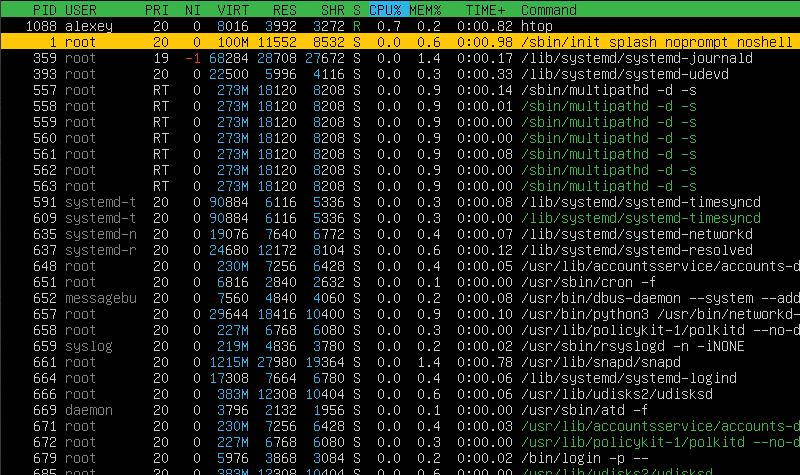 PID USER PRI NI VIRT RES SHR S CPU% MEM% TIME+ Command
1088 alexey 20 0 8016 3992 3272 R 0.7 0.2 0:00.82 htop
1 root 20 0 100M 11552 8532 S 0.0 0.6 0:00.98 /sbin/init splash noprompt noshell
359 root 19 -1 68284 28708 27672 S 0.0 1.4 0:00.17 /lib/systemd/systemd-journald
393 root 20 0 22500 5996 4116 S 0.0 0.3 0:00.33 /lib/systemd/systemd-udevd
557 root RT 0 273M 18120 8208 S 0.0 0.9 0:00.14 /sbin/multipathd -d -s
558 root RT 0 273M 18120 8208 S 0.0 0.9 0:00.01 /sbin/multipathd -d -s
559 root RT 0 273M 18120 8208 S 0.0 0.9 0:00.00 /sbin/multipathd -d -s
560 root RT 0 273M 18120 8208 S 0.0 0.9 0:00.00 /sbin/multipathd -d -s
561 root RT 0 273M 18120 8208 S 0.0 0.9 0:00.08 /sbin/multipathd -d -s
562 root RT 0 273M 18120 8208 S 0.0 0.9 0:00.00 /sbin/multipathd -d -s
563 root RT 0 273M 18120 8208 S 0.0 0.9 0:00.00 /sbin/multipathd -d -s
591 systemd-t 20 0 90884 6116 5336 S 0.0 0.3 0:00.08 /lib/systemd/systemd-timesyncd
609 systemd-t 20 0 90884 6116 5336 S 0.0 0.3 0:00.00 /lib/systemd/systemd-timesyncd
635 systemd-n 20 0 19076 7640 6772 S 0.0 0.4 0:00.07 /lib/systemd/systemd-networkd
637 systemd-r 20 0 24680 12172 8104 S 0.0 0.6 0:00.12 /lib/systemd/systemd-resolved
648 root 20 0 230M 7256 6428 S 0.0 0.4 0:00.05 /usr/lib/accountsservice/accounts-d
651 root 20 0 6816 2840 2632 S 0.0 0.1 0:00.00 /usr/sbin/cron -f
652 messagebu 20 0 7560 4840 4060 S 0.0 0.2 0:00.08 /usr/bin/dbus-daemon --system --add
657 root 20 0 29644 18416 10400 S 0.0 0.9 0:00.10 /usr/bin/python3 /usr/bin/networkd-
658 root 20 0 227M 6768 6080 S 0.0 0.3 0:00.00 /usr/lib/policykit-1/polkitd --no-d
659 syslog 20 0 219M 4836 3780 S 0.0 0.2 0:00.02 /usr/sbin/rsyslogd -n -iNONE
661 root 20 0 1215M 27980 19364 S 0.0 1.4 0:00.78 /usr/lib/snapd/snapd
664 root 20 0 17308 7664 6780 S 0.0 0.4 0:00.06 /lib/systemd/systemd-logind
666 root 20 0 383M 12308 10404 S 0.0 0.6 0:00.06 /usr/lib/udisks2/udisksd
669 daemon 20 0 3796 2132 1956 S 0.0 0.1 0:00.00 /usr/sbin/atd -f
671 root 20 0 230M 7256 6428 S 0.0 0.4 0:00.03 /usr/lib/accountsservice/accounts-d
672 root 20 0 227M 6768 6080 S 0.0 0.3 0:00.00 /usr/lib/policykit-1/polkitd --no-d
679 root 20 0 5976 3868 3084 S 0.0 0.2 0:00.02 /bin/login -p --
685 root 20 0 383M 12308 10404 S 0.0 0.6 /usr/lib/udisks2/udisksd